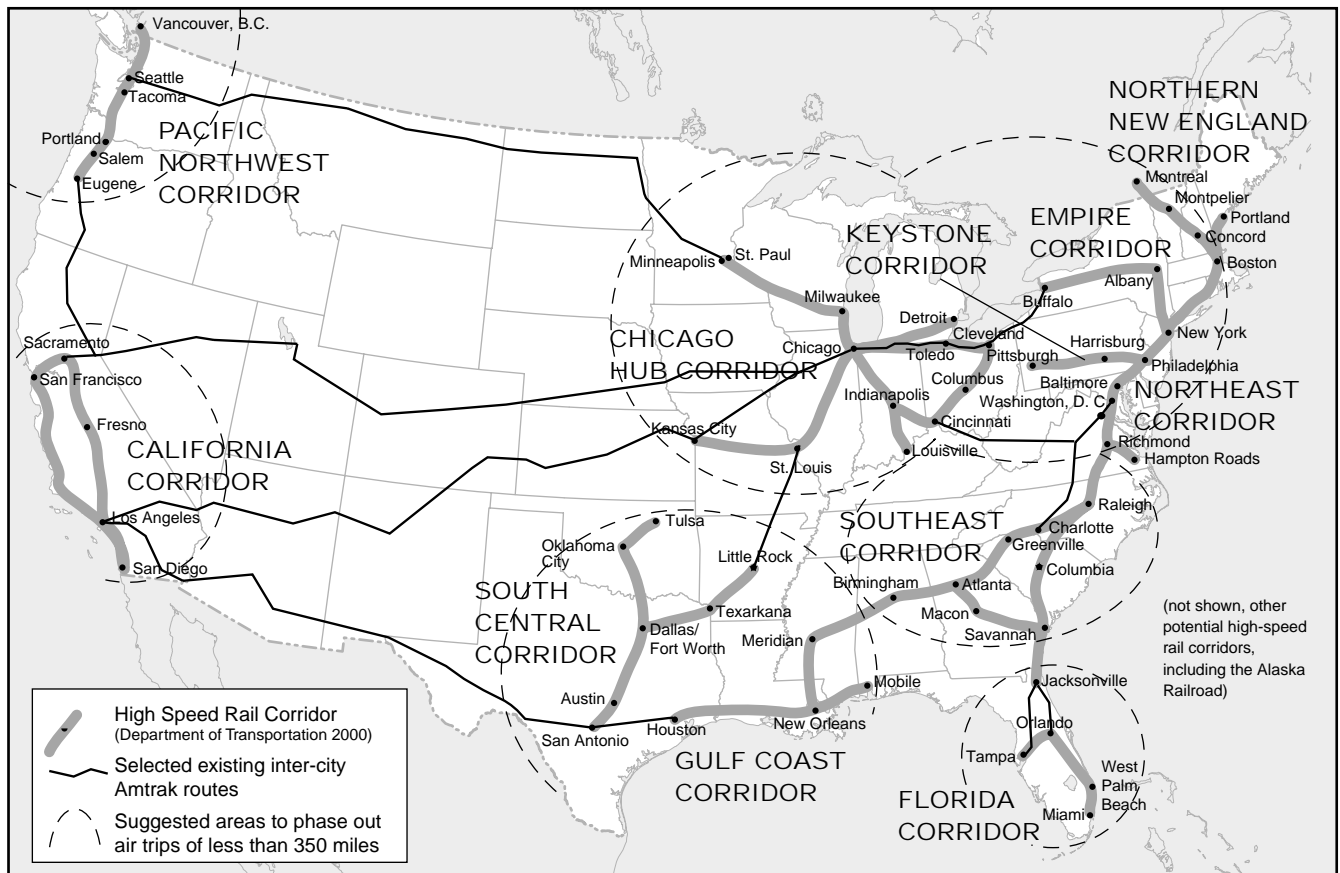 Vancouver, B.C.
Seattle
Tacoma
Portland
Salem
Eugene
PACIFIC
NORTHWEST
CORRIDOR
Sacramento
San Francisco
Fresno
CALIFORNIA
CORRIDOR
Los Angeles
San Diego
Minneapolis
St. Paul
Milwaukee
CHICAGO
HUB CORRIDOR
Chicago
Detroit
Toledo
Cleveland
Indianapolis
Columbus
Cincinnati
Louisville
Kansas City
St. Louis
KEYSTONE
CORRIDOR
Pittsburgh
Harrisburg
Philadelphia
EMPIRE
CORRIDOR
Buffalo
Albany
New York
NORTHERN
NEW ENGLAND
CORRIDOR
Montreal
Montpelier
Portland
Concord
Boston
Baltimore
Washington, D. C.
NORTHEAST
CORRIDOR
Richmond
Hampton Roads
Raleigh
Charlotte
Greenville
Columbia
SOUTHEAST
CORRIDOR
Birmingham
Atlanta
Macon
Savannah
Tulsa
Oklahoma
City
Little Rock
SOUTH
CENTRAL
CORRIDOR
Texarkana
Dallas/
Fort Worth
Austin
San Antonio
Houston
Meridian
Mobile
New Orleans
GULF COAST
CORRIDOR
Jacksonville
Orlando
Tampa
West
Palm
Beach
Miami
FLORIDA
CORRIDOR
(not shown, other
potential high-speed
rail corridors,
including the Alaska
Railroad)
High Speed Rail Corridor
(Department of Transportation 2000)
Selected existing inter-city
Amtrak routes
Suggested areas to phase out
air trips of less than 350 miles